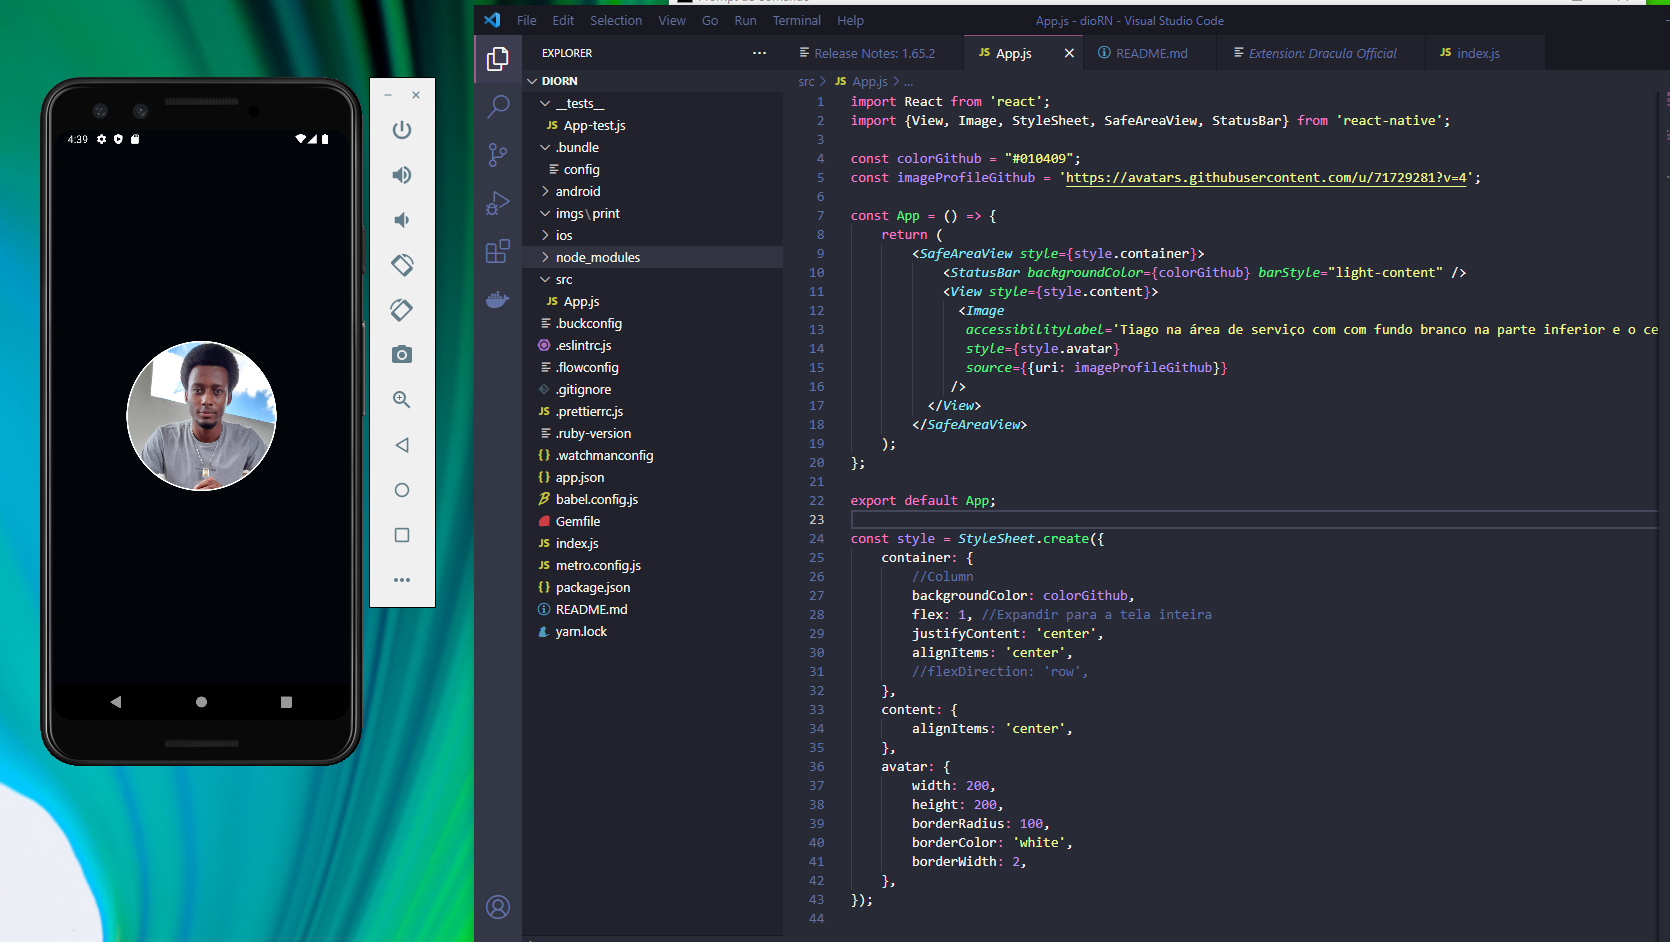 File Edit Selection View Go Run Terminal Help
App.js - dioRN - Visual Studio Code
EXPLORER
Release Notes: 1.65.2
JS App.js
README.md
Extension: Dracula Official
JS index.js
DIORN
__tests__
JS App-test.js
.bundle
config
android
imgs\print
ios
node_modules
src
JS App.js
.buckconfig
.eslintrc.js
.flowconfig
.gitignore
JS .prettierrc.js
.ruby-version
{} .watchmanconfig
{} app.json
babel.config.js
Gemfile
JS index.js
JS metro.config.js
{} package.json
README.md
yarn.lock
4:39
src > JS App.js > ...
1 import React from 'react';
2 import {View, Image, StyleSheet, SafeAreaView, StatusBar} from 'react-native';
3
4 const colorGithub = "#010409";
5 const imageProfileGithub = 'https://avatars.githubusercontent.com/u/71729281?v=4';
6
7 const App = () => {
8 return (
9 <SafeAreaView style={style.container}>
10 <StatusBar backgroundColor={colorGithub} barStyle="light-content" />
11 <View style={style.content}>
12 <Image
13 accessibilityLabel='Tiago na área de serviço com com fundo branco na parte inferior e o ce
14 style={style.avatar}
15 source={{uri: imageProfileGithub}}
16 />
17 </View>
18 </SafeAreaView>
19 );
20 };
21
22 export default App;
23
24 const style = StyleSheet.create({
25 container: {
26 //Column
27 backgroundColor: colorGithub,
28 flex: 1, //Expandir para a tela inteira
29 justifyContent: 'center',
30 alignItems: 'center',
31 //flexDirection: 'row',
32 },
33 content: {
34 alignItems: 'center',
35 },
36 avatar: {
37 width: 200,
38 height: 200,
39 borderRadius: 100,
40 borderColor: 'white',
41 borderWidth: 2,
42 },
43 });
44